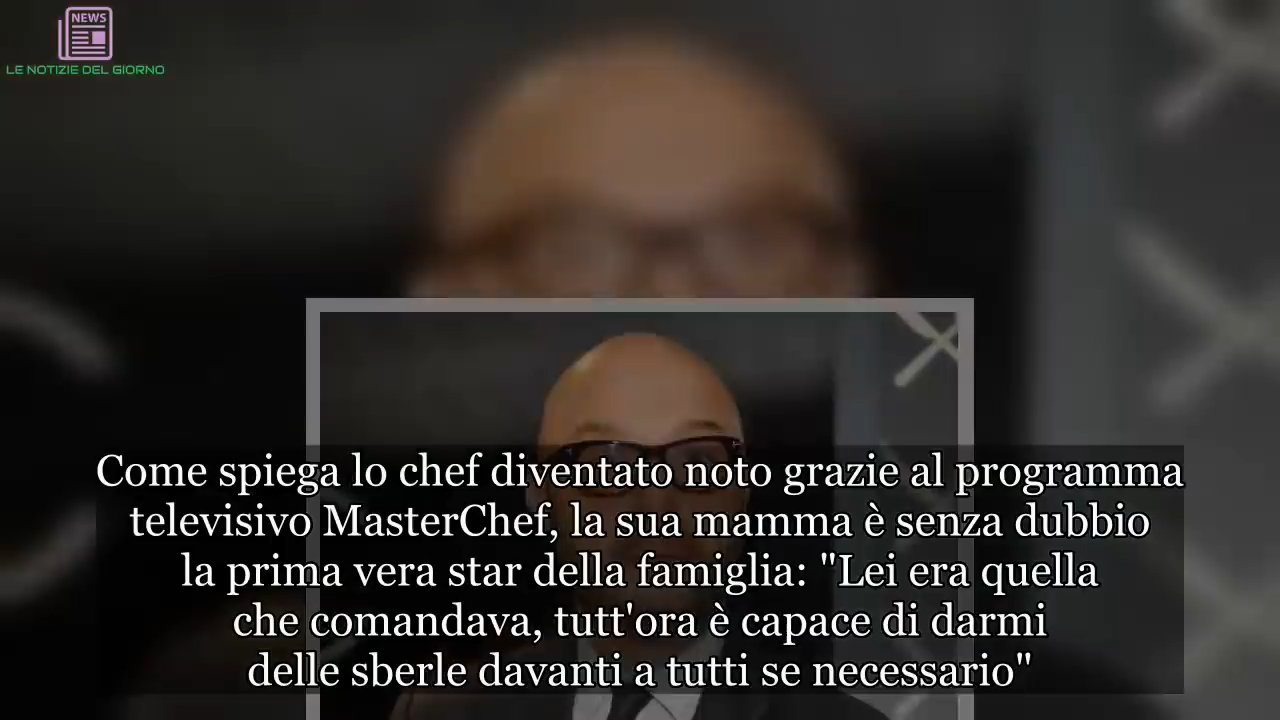 NEWS
LE NOTIZIE DEL GIORNO
Come spiega lo chef diventato noto grazie al programma
televisivo MasterChef, la sua mamma è senza dubbio
la prima vera star della famiglia: "Lei era quella
che comandava, tutt'ora è capace di darmi
delle sberle davanti a tutti se necessario"